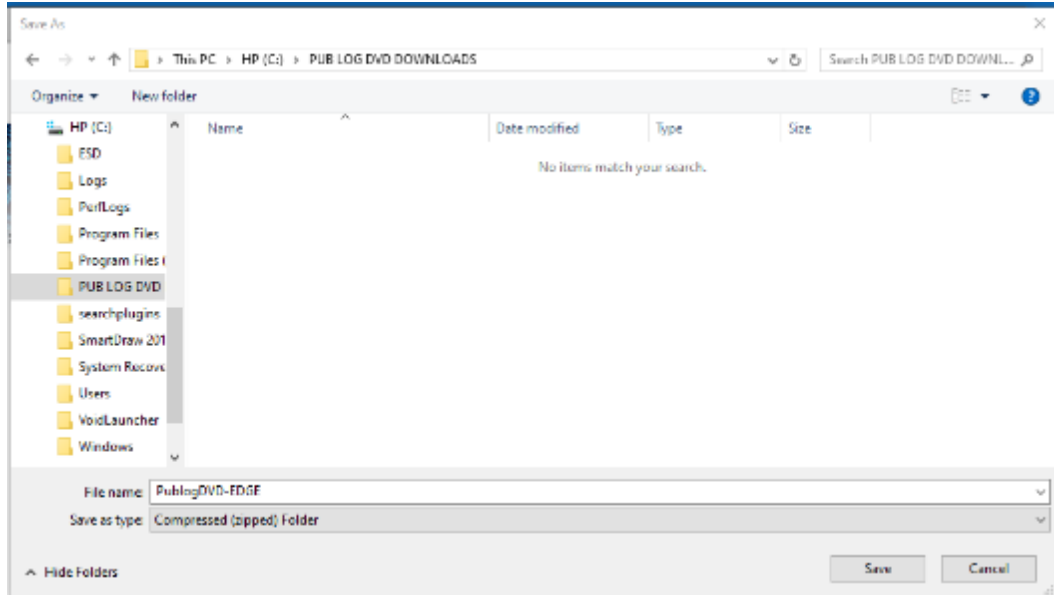 Save As
This PC > HP (C:) > PUB LOG DVD DOWNLOADS
Search PUB LOG DVD DOWNL...
Organize
New folder
HP (C:)
Name
Date modified
Type
Size
No items match your search.
ESD
Logs
PerfLogs
Program Files
Program Files (
PUB LOG DVD
searchplugins
SmartDraw 201
System Recove
Users
VoidLauncher
Windows
File name: PublogDVD-EDGE
Save as type: Compressed (zipped) Folder
Hide Folders
Save
Cancel